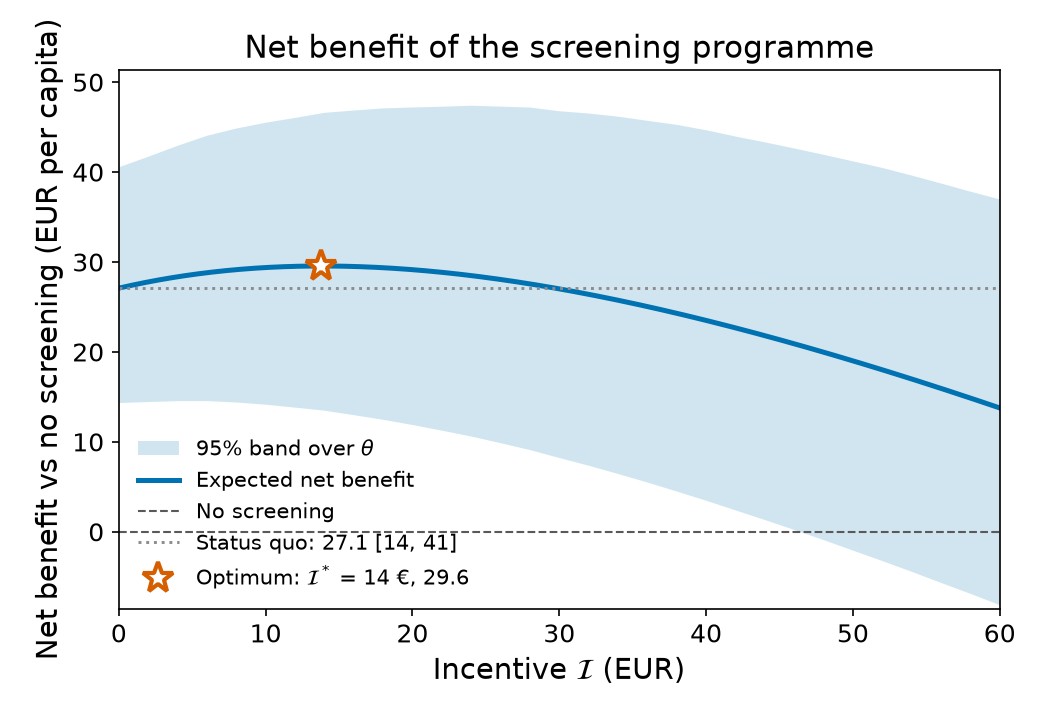 Net benefit of the screening programme
Net benefit vs no screening (EUR per capita)
50
40
30
20
10
0
95% band over θ
Expected net benefit
No screening
Status quo: 27.1 [14, 41]
Optimum: ℐ* = 14 €, 29.6
0 10 20 30 40 50 60
Incentive ℐ (EUR)